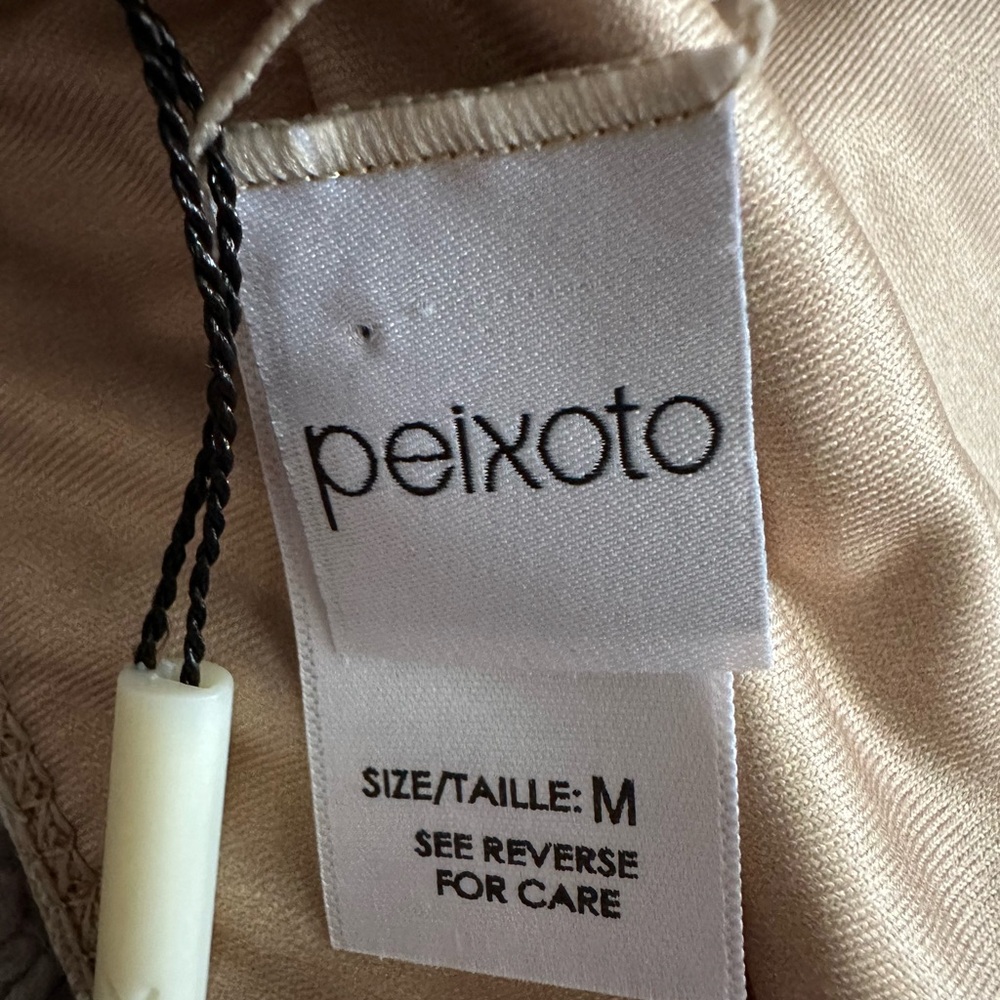 peixoto
SIZE/TAILLE: M
SEE REVERSE
FOR CARE